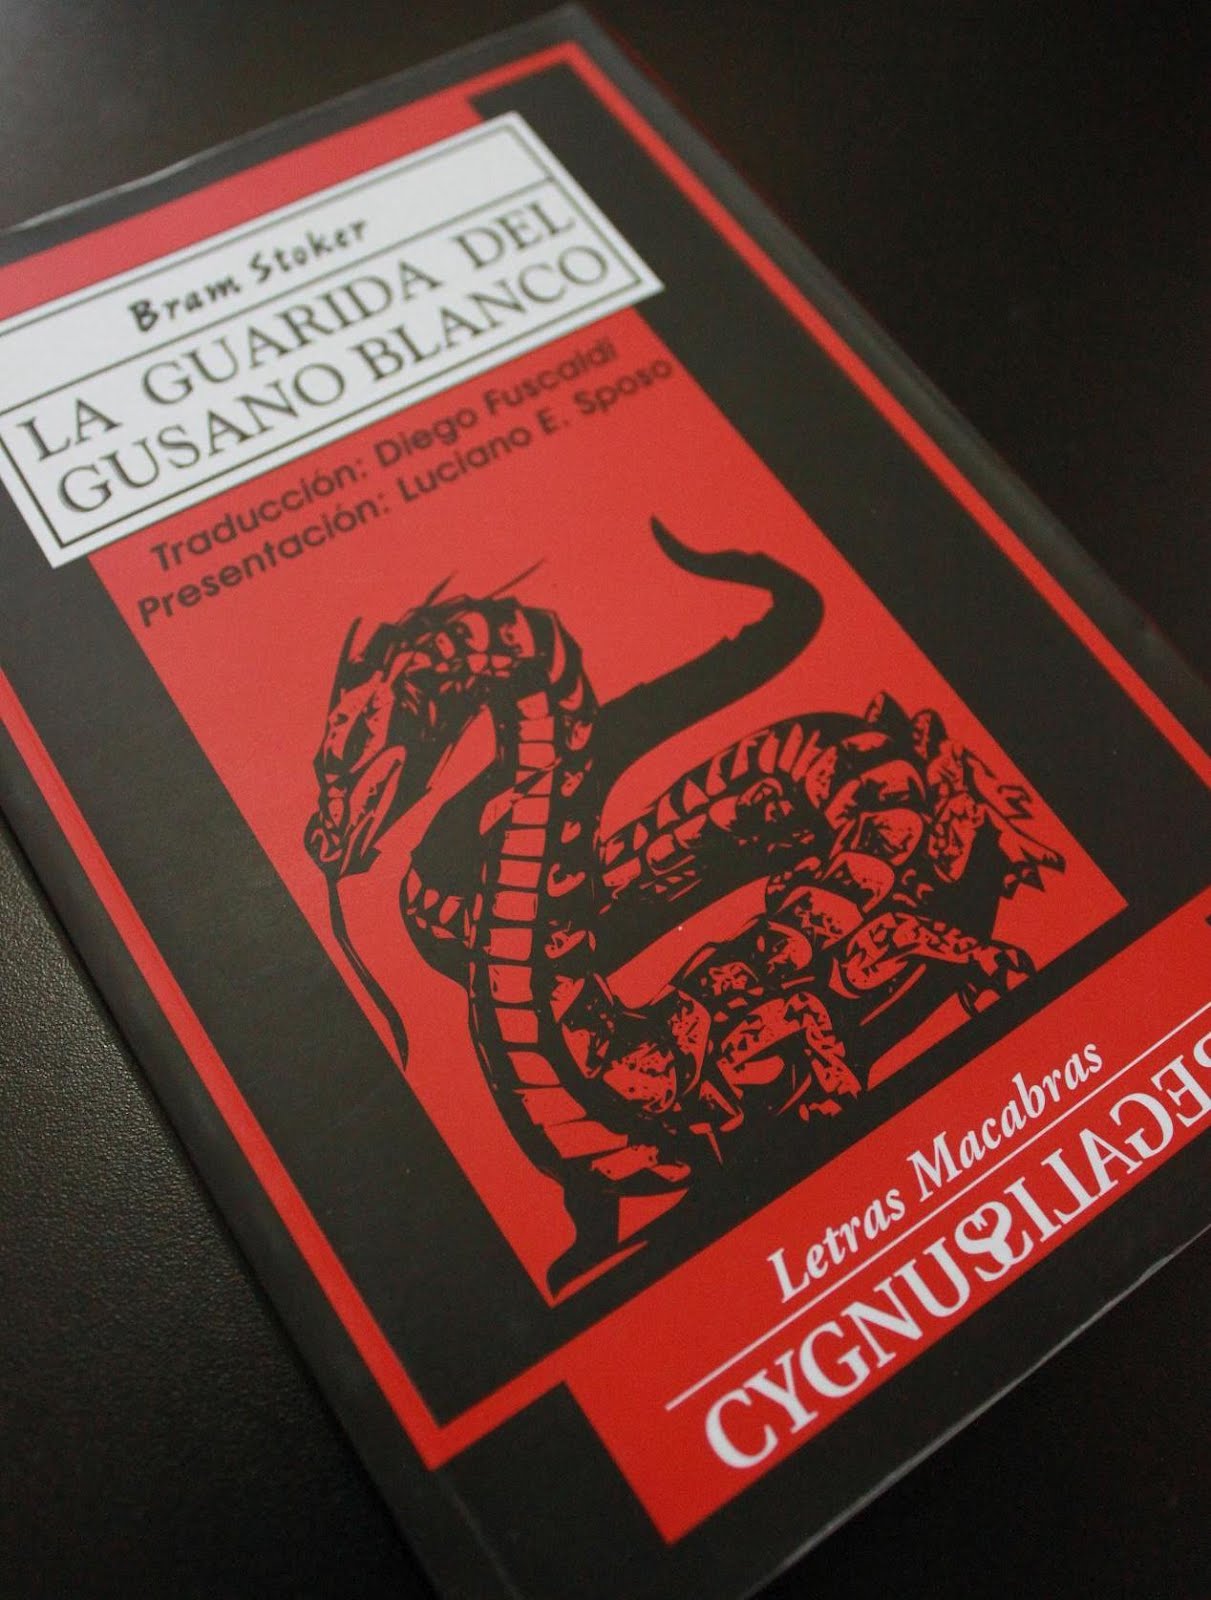 Bram Stoker
LA GUARIDA DEL
GUSANO BLANCO
Traducción: Diego Fuscaldi
Presentación: Luciano E. Sposo
Letras Macabras
CYGNUS